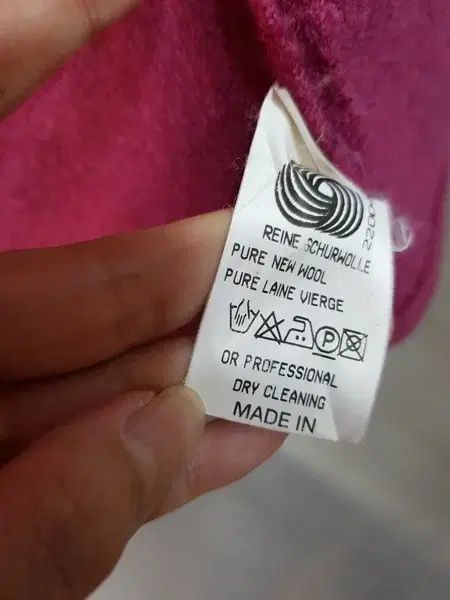 REINE SCHURWOLLE
PURE NEW WOOL
PURE LAINE VIERGE
P
OR PROFESSIONAL
DRY CLEANING
MADE IN